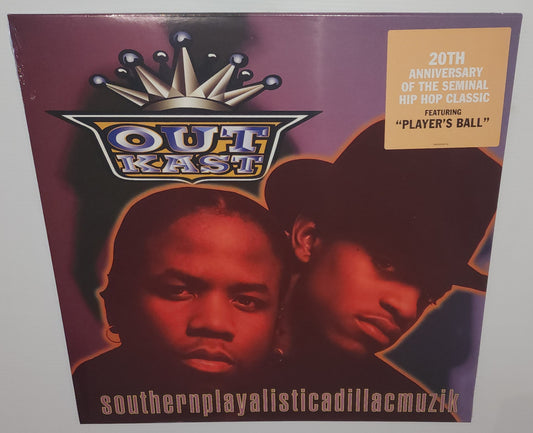 OUT
KAST
20TH
ANNIVERSARY
OF THE SEMINAL
HIP HOP CLASSIC
FEATURING
“PLAYER’S BALL”
southernplayalisticadillacmuzik